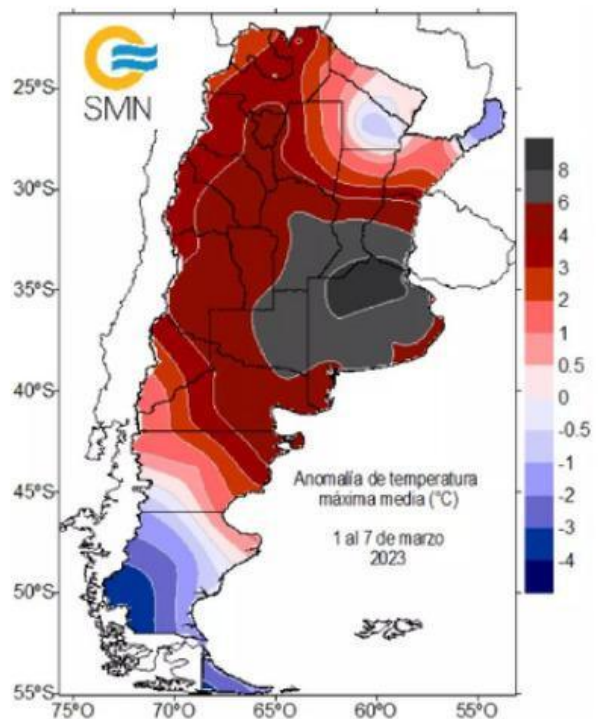 SMN
25°S
30°S
35°S
40°S
45°S
50°S
55°S
75°O
70°O
65°O
60°O
55°O
8
6
4
3
2
1
0.5
0
-0.5
-1
-2
-3
-4
Anomalía de temperatura
máxima media (°C)
1 al 7 de marzo
2023